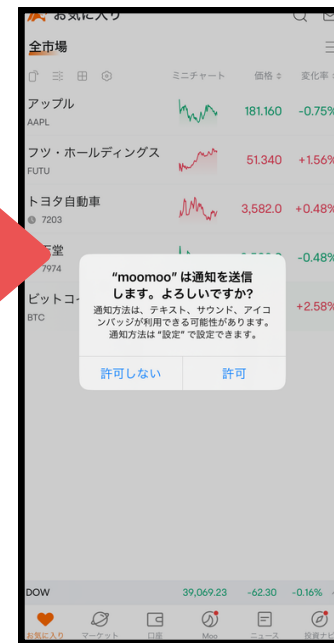 お気に入り
全市場
ミニチャート 価格 変化率
アップル
AAPL
181.160 -0.75%
フツ・ホールディングス
FUTU
51.340 +1.56%
トヨタ自動車
7203
3,582.0 +0.48%
堂
7974
-0.48%
ビットコ
BTC
+2.58%
“moomoo” は通知を送信
します。よろしいですか?
通知方法は、テキスト、サウンド、アイコ
ンバッジが利用できる可能性があります。
通知方法は“設定” で設定できます。
許可しない 許可
DOW 39,069.23 -62.30 -0.16%
お気に入り マーケット 口座 Moo ニュース 投資ナビ